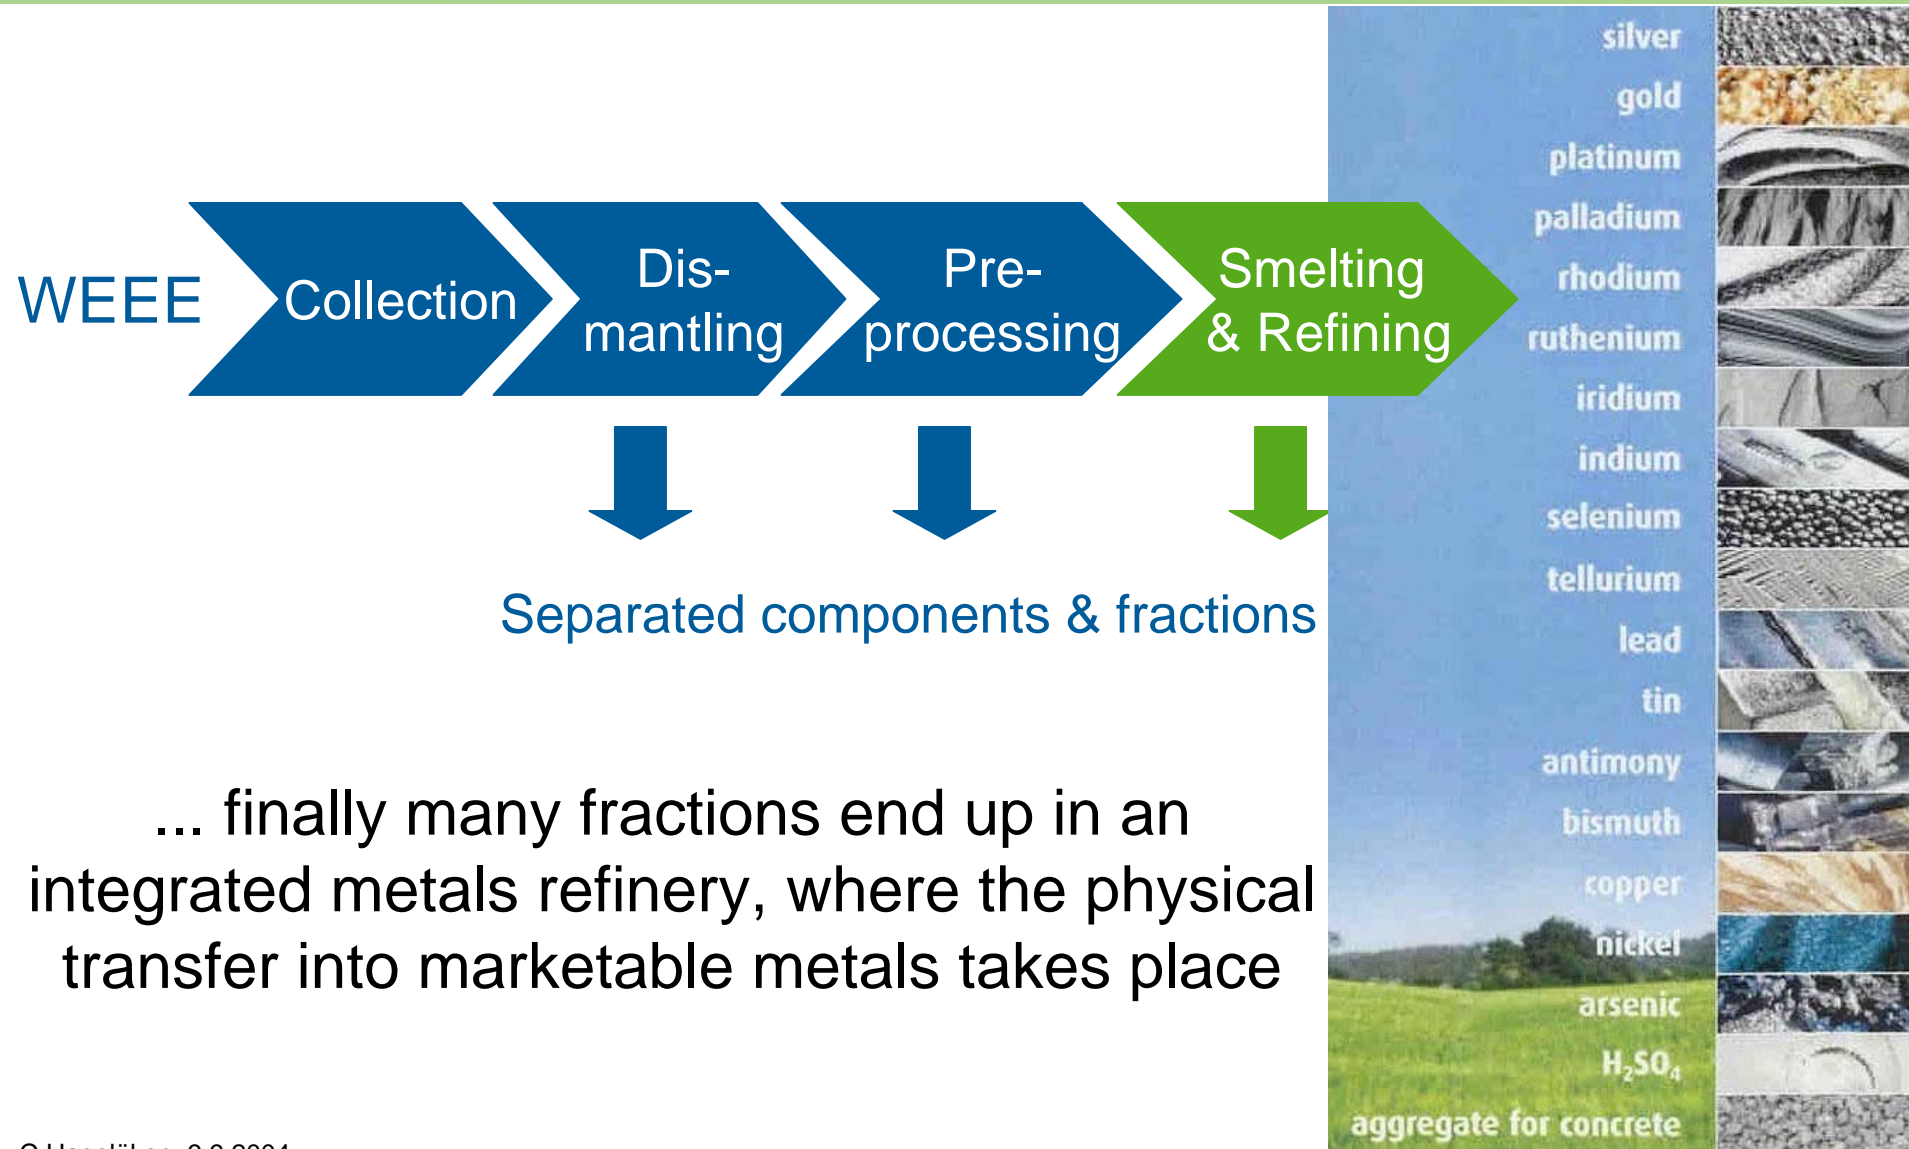 WEEE
Collection
Dis-
mantling
Pre-
processing
Smelting
& Refining
Separated components & fractions
... finally many fractions end up in an
integrated metals refinery, where the physical
transfer into marketable metals takes place
silver
gold
platinum
palladium
rhodium
ruthenium
iridium
indium
selenium
tellurium
lead
tin
antimony
bismuth
copper
nickel
arsenic
H₂SO₄
aggregate for concrete